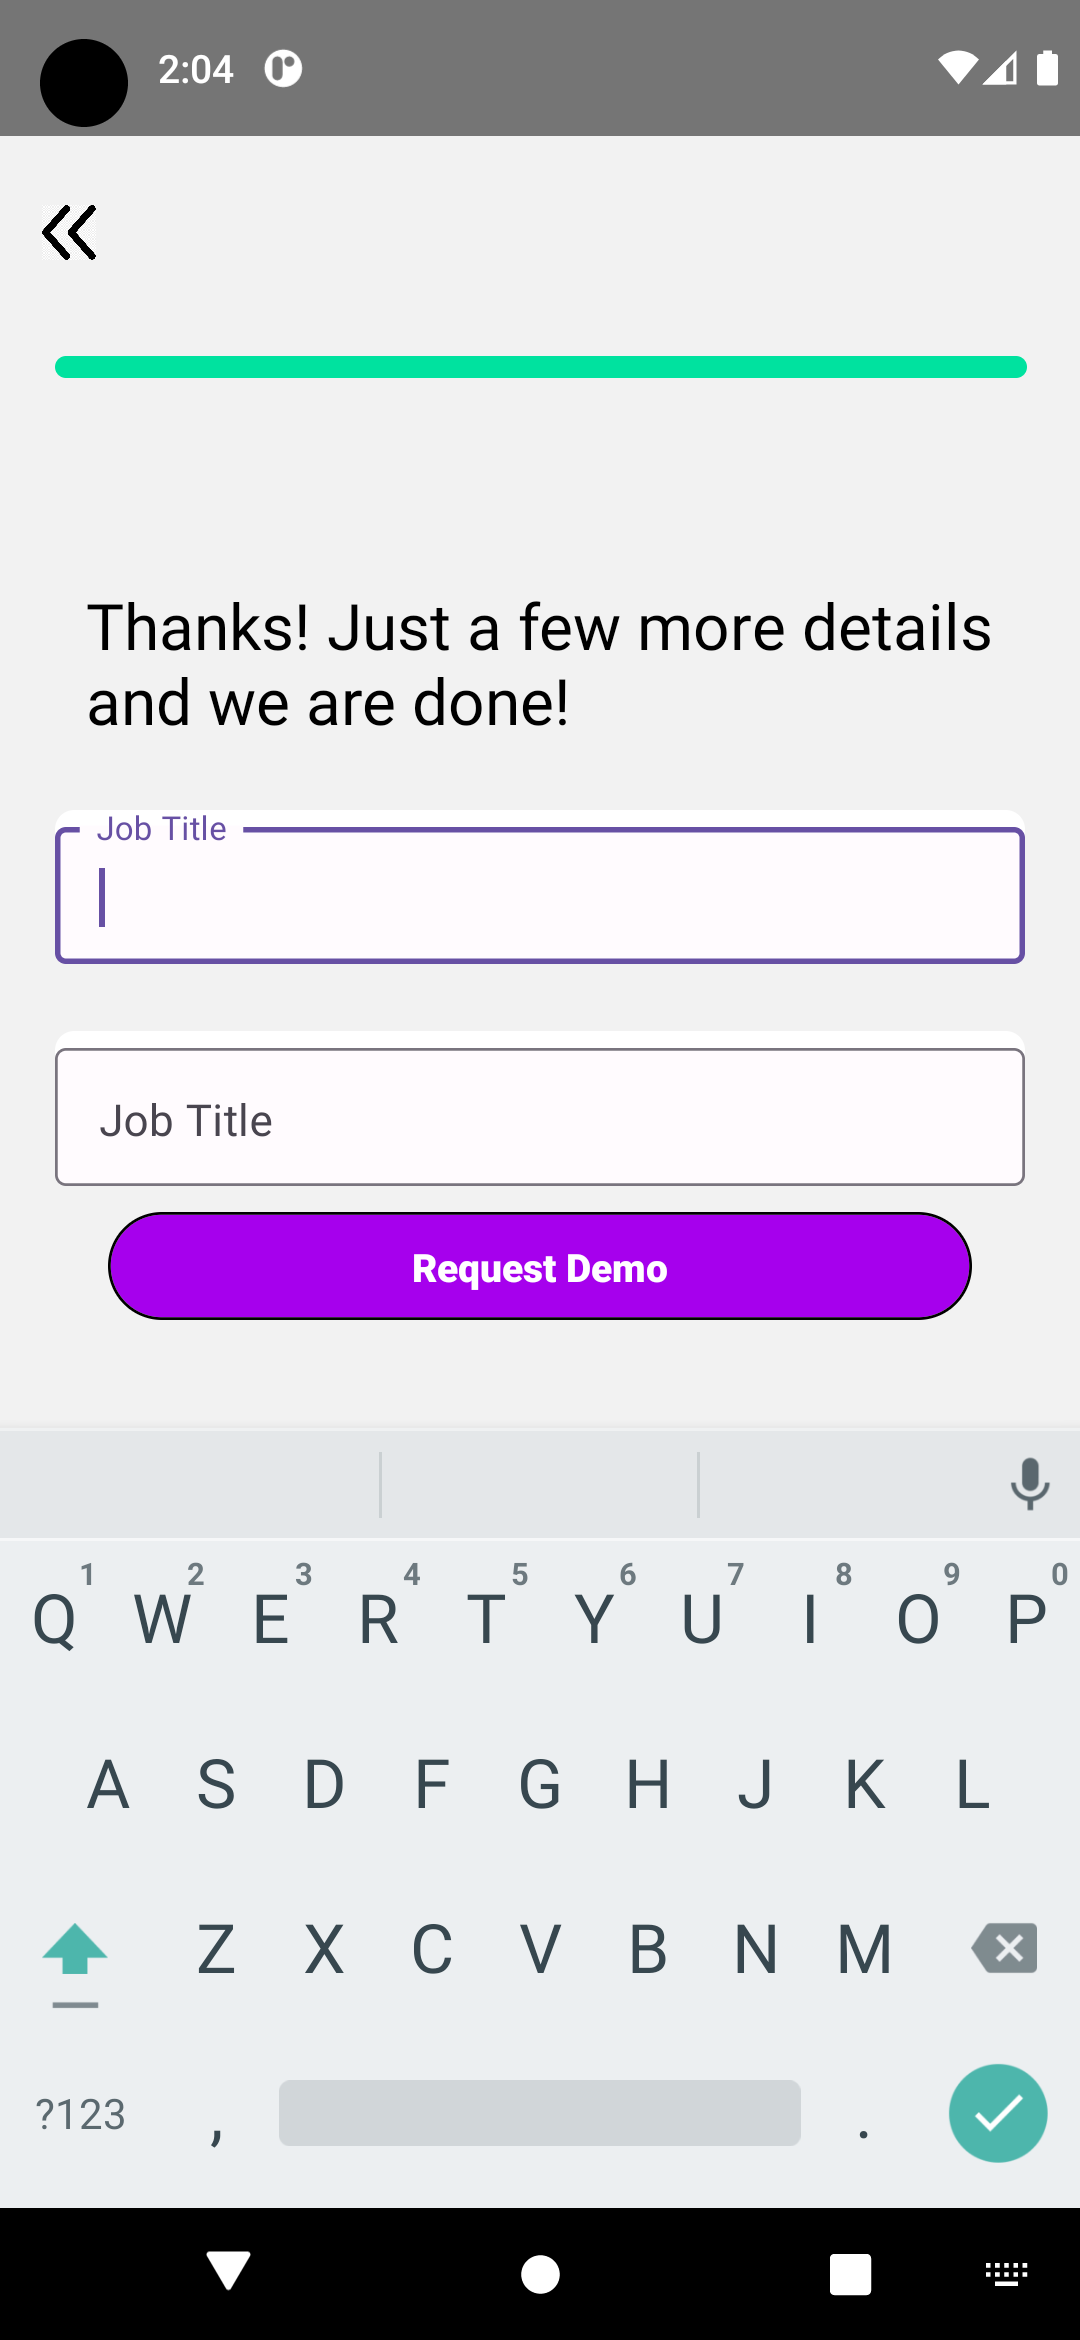 2:04
Thanks! Just a few more details
and we are done!
Job Title
Job Title
Request Demo
1 2 3 4 5 6 7 8 9 0
Q W E R T Y U I O P
A S D F G H J K L
Z X C V B N M
?123 , .